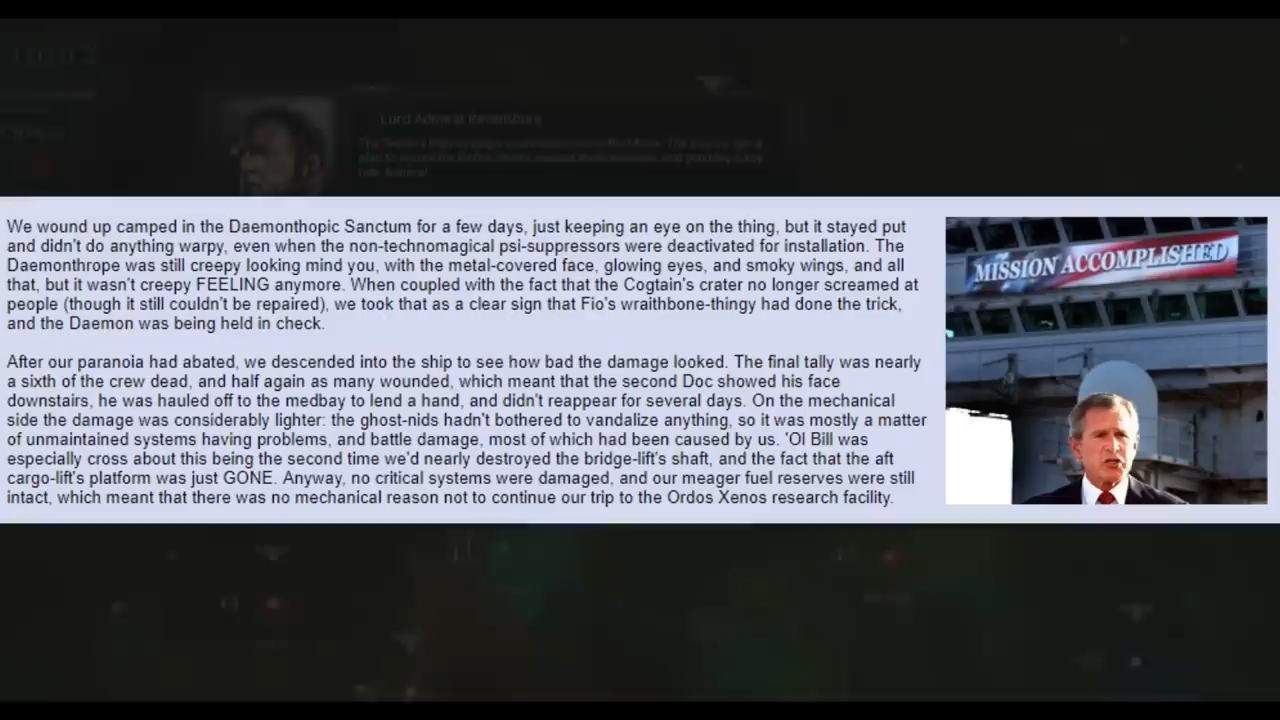 Lord Admiral Ravensburg
We wound up camped in the Daemonthopic Sanctum for a few days, just keeping an eye on the thing, but it stayed put
and didn't do anything warpy, even when the non-technomagical psi-suppressors were deactivated for installation. The
Daemonthrope was still creepy looking mind you, with the metal-covered face, glowing eyes, and smoky wings, and all
that, but it wasn't creepy FEELING anymore. When coupled with the fact that the Cogtain's crater no longer screamed at
people (though it still couldn't be repaired), we took that as a clear sign that Fio's wraithbone-thingy had done the trick,
and the Daemon was being held in check.
After our paranoia had abated, we descended into the ship to see how bad the damage looked. The final tally was nearly
a sixth of the crew dead, and half again as many wounded, which meant that the second Doc showed his face
downstairs, he was hauled off to the medbay to lend a hand, and didn't reappear for several days. On the mechanical
side the damage was considerably lighter: the ghost-nids hadn't bothered to vandalize anything, so it was mostly a matter
of unmaintained systems having problems, and battle damage, most of which had been caused by us. 'Ol Bill was
especially cross about this being the second time we'd nearly destroyed the bridge-lift's shaft, and the fact that the aft
cargo-lift's platform was just GONE. Anyway, no critical systems were damaged, and our meager fuel reserves were still
intact, which meant that there was no mechanical reason not to continue our trip to the Ordos Xenos research facility.
MISSION ACCOMPLISHED